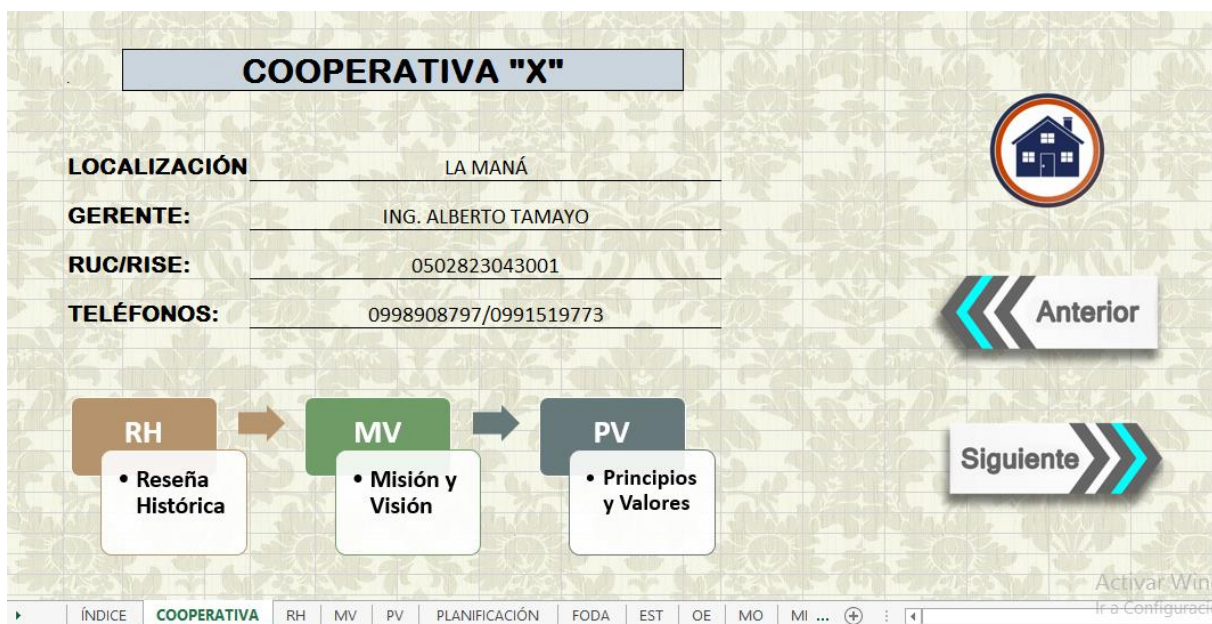 COOPERATIVA "X"
LOCALIZACIÓN LA MANÁ
GERENTE: ING. ALBERTO TAMAYO
RUC/RISE: 0502823043001
TELÉFONOS: 0998908797/0991519773
Anterior
Siguiente
RH
• Reseña
Histórica
MV
• Misión y
Visión
PV
• Principios
y Valores
Activar Win
Ir a Configuraci
ÍNDICE COOPERATIVA RH MV PV PLANIFICACIÓN FODA EST OE MO MI ...